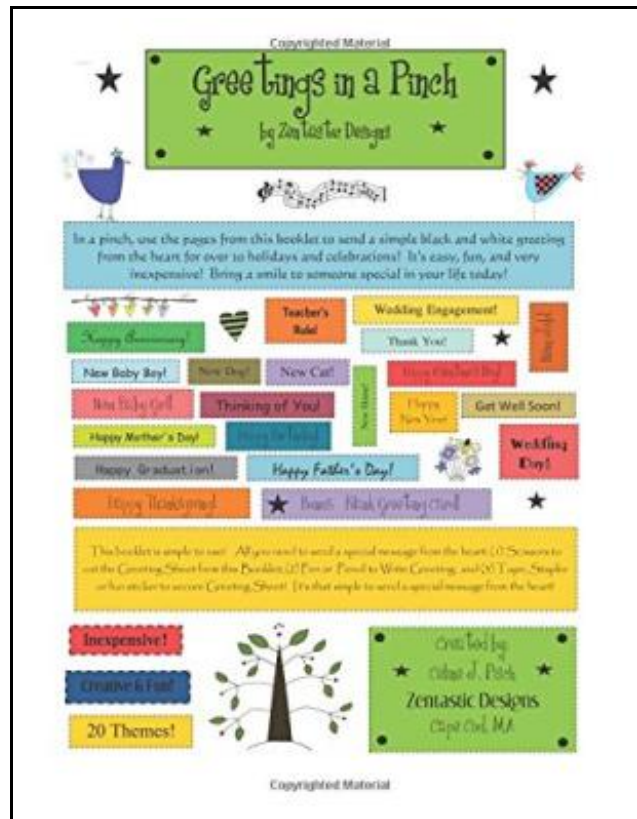 Copyrighted Material
Greetings in a Pinch
by Zentastic Designs
In a pinch, use the pages from this booklet to send a simple black and white greeting
from the heart for over 20 holidays and celebrations! It's easy, fun, and very
inexpensive! Bring a smile to someone special in your life today!
Teacher's
Rule!
Wedding Engagement!
Happy Anniversary!
Thank You!
New Baby Boy!
New Dog!
New Cat!
New Baby Girl!
Thinking of You!
New Home!
Happy
New Year!
Get Well Soon!
Happy Mother's Day!
Happy Birthday!
Wedding
Day!
Happy Graduation!
Happy Father's Day!
Happy Thanksgiving!
Bonus Blank Greeting Card!
This booklet is simple to use! All you need to send a special message from the heart: (1) Scissors to
cut the Greeting Sheet from this Booklet; (2) Pen or Pencil to Write Greeting; and (3) Tape, Stapler
or fun sticker to secure Greeting Sheet! It's that simple to send a special message from the heart!
Inexpensive!
Creative & Fun!
20 Themes!
Created by:
J.
Zentastic Designs
Cape Cod, MA
Copyrighted Material